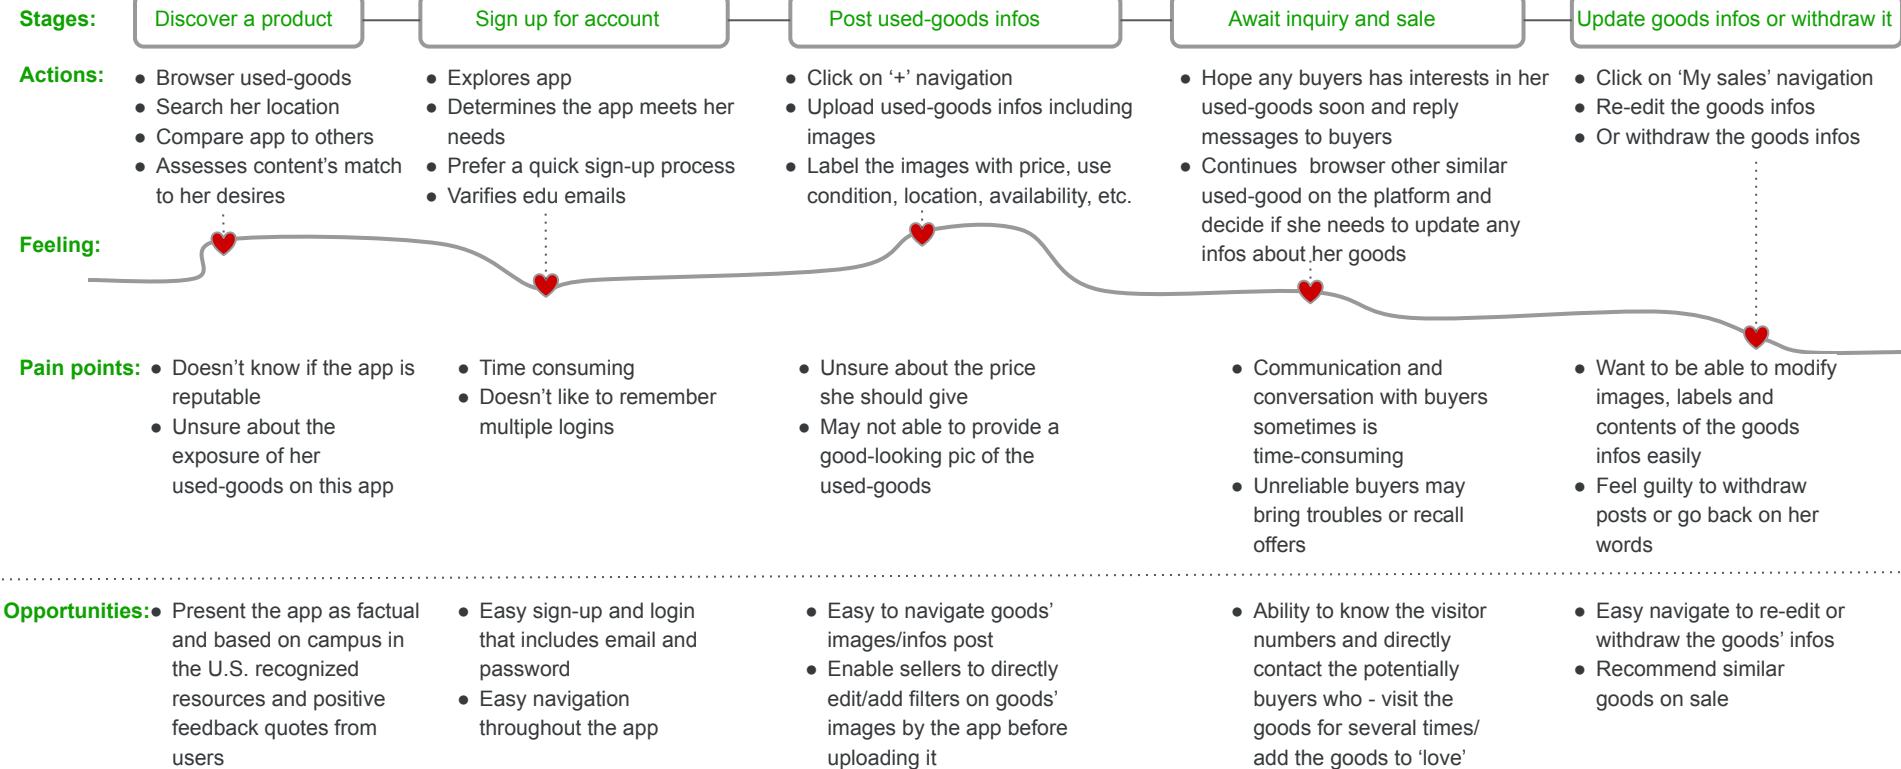 Stages:
Discover a product
Sign up for account
Post used-goods infos
Await inquiry and sale
Update goods infos or withdraw it
Actions:
● Browser used-goods
● Search her location
● Compare app to others
● Assesses content’s match
to her desires
● Explores app
● Determines the app meets her
needs
● Prefer a quick sign-up process
● Varifies edu emails
● Click on ‘+’ navigation
● Upload used-goods infos including
images
● Label the images with price, use
condition, location, availability, etc.
● Hope any buyers has interests in her
used-goods soon and reply
messages to buyers
● Continues browser other similar
used-good on the platform and
decide if she needs to update any
infos about her goods
● Click on ‘My sales’ navigation
● Re-edit the goods infos
● Or withdraw the goods infos
Feeling:
Pain points:
● Doesn’t know if the app is
reputable
● Unsure about the
exposure of her
used-goods on this app
● Time consuming
● Doesn’t like to remember
multiple logins
● Unsure about the price
she should give
● May not able to provide a
good-looking pic of the
used-goods
● Communication and
conversation with buyers
sometimes is
time-consuming
● Unreliable buyers may
bring troubles or recall
offers
● Want to be able to modify
images, labels and
contents of the goods
infos easily
● Feel guilty to withdraw
posts or go back on her
words
Opportunities:
● Present the app as factual
and based on campus in
the U.S. recognized
resources and positive
feedback quotes from
users
● Easy sign-up and login
that includes email and
password
● Easy navigation
throughout the app
● Easy to navigate goods’
images/infos post
● Enable sellers to directly
edit/add filters on goods’
images by the app before
uploading it
● Ability to know the visitor
numbers and directly
contact the potentially
buyers who - visit the
goods for several times/
add the goods to ‘love’
● Easy navigate to re-edit or
withdraw the goods’ infos
● Recommend similar
goods on sale